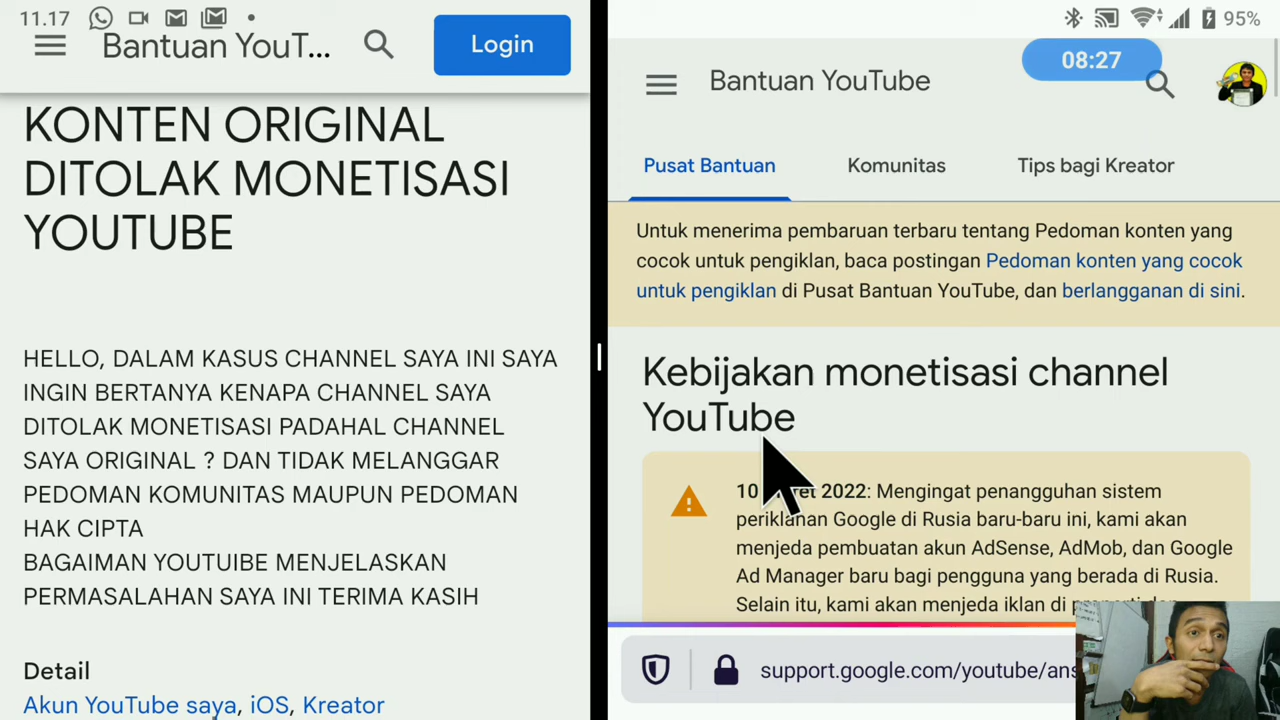 11.17
Bantuan YouT...
Login
KONTEN ORIGINAL
DITOLAK MONETISASI
YOUTUBE
HELLO, DALAM KASUS CHANNEL SAYA INI SAYA
INGIN BERTANYA KENAPA CHANNEL SAYA
DITOLAK MONETISASI PADAHAL CHANNEL
SAYA ORIGINAL ? DAN TIDAK MELANGGAR
PEDOMAN KOMUNITAS MAUPUN PEDOMAN
HAK CIPTA
BAGAIMAN YOUTUIBE MENJELASKAN
PERMASALAHAN SAYA INI TERIMA KASIH
Detail
Akun YouTube saya, iOS, Kreator
95%
08:27
Bantuan YouTube
Pusat Bantuan Komunitas Tips bagi Kreator
Untuk menerima pembaruan terbaru tentang Pedoman konten yang
cocok untuk pengiklan, baca postingan Pedoman konten yang cocok
untuk pengiklan di Pusat Bantuan YouTube, dan berlangganan di sini.
Kebijakan monetisasi channel
YouTube
10 2022: Mengingat penangguhan sistem
periklanan Google di Rusia baru-baru ini, kami akan
menjeda pembuatan akun AdSense, AdMob, dan Google
Ad Manager baru bagi pengguna yang berada di Rusia.
Selain itu, kami akan menjeda iklan di
support.google.com/youtube/ans